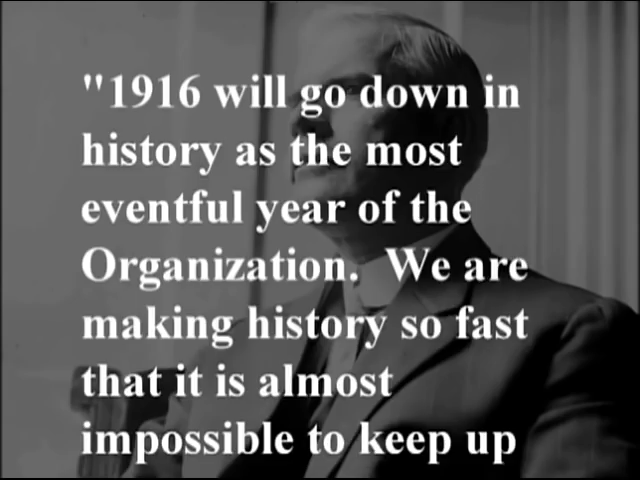 "1916 will go down in
history as the most
eventful year of the
Organization.  We are
making history so fast
that it is almost
impossible to keep up